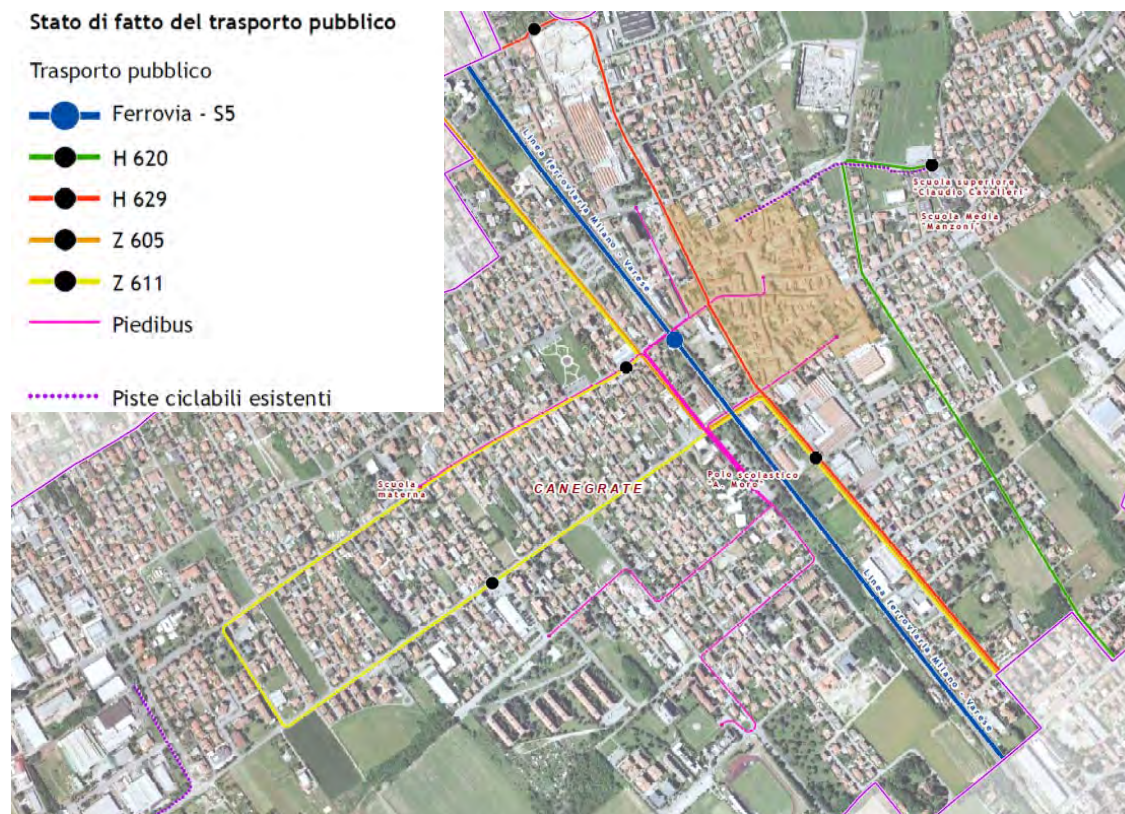 Stato di fatto del trasporto pubblico
Trasporto pubblico
Ferrovia - S5
H 620
H 629
Z 605
Z 611
Piedibus
Piste ciclabili esistenti
Linea ferroviaria Milano - Varese
Scuola superiore
"Claudio Cavalleri"
Scuola Media
"Manzoni"
Scuola
materna
CANEGRATE
Polo scolastico
"A. Moro"
Linea ferroviaria Milano - Varese